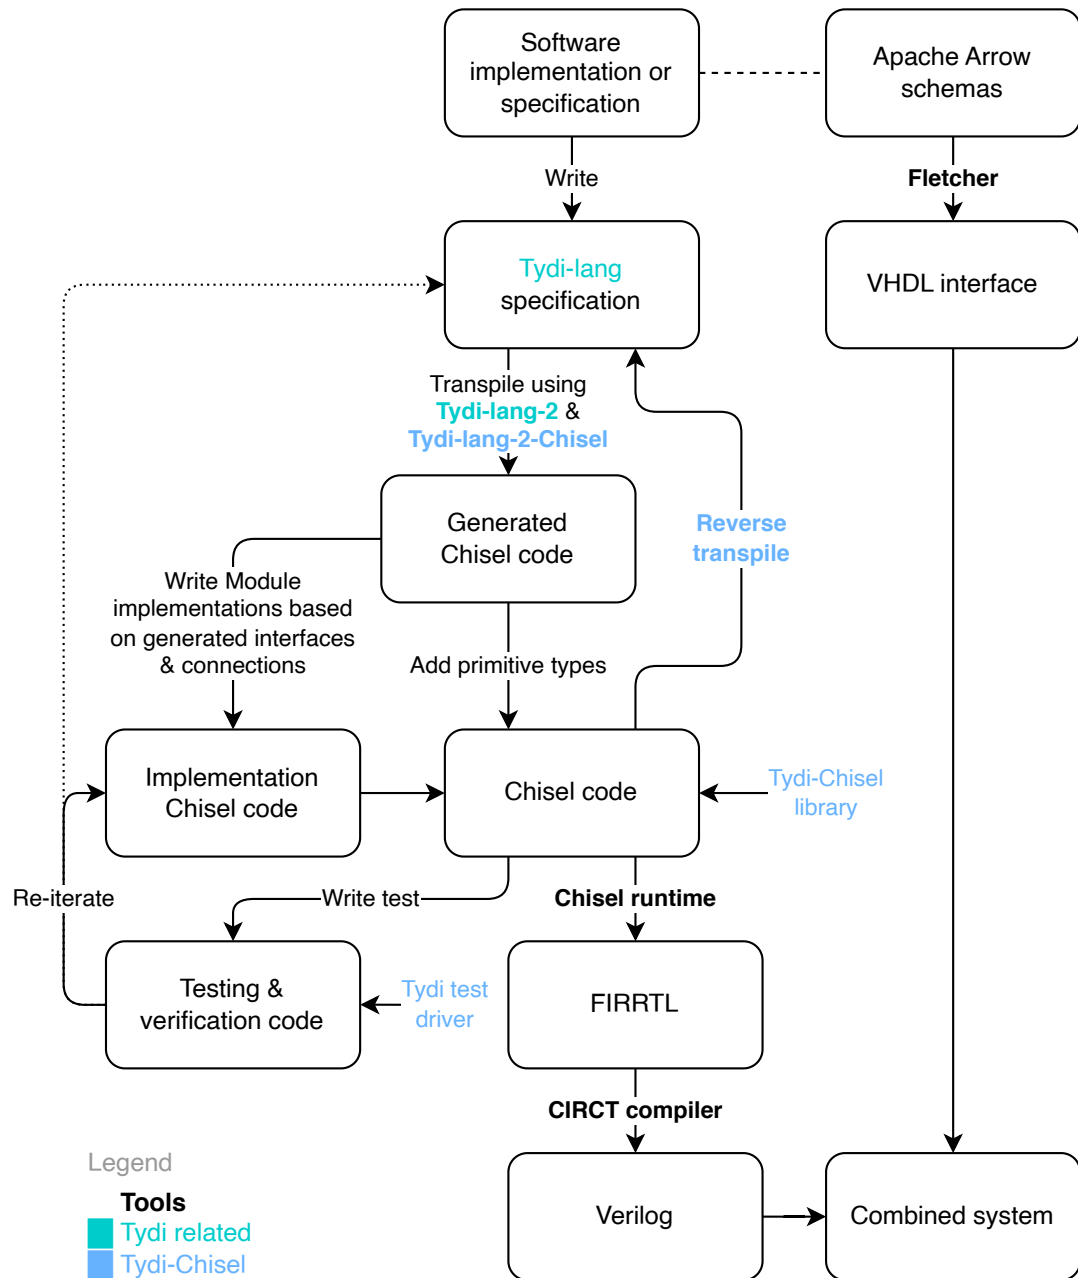 Software
implementation or
specification
Apache Arrow
schemas
Write
Fletcher
Tydi-lang
specification
VHDL interface
Transpile using
Tydi-lang-2 &
Tydi-lang-2-Chisel
Generated
Chisel code
Reverse
transpile
Write Module
implementations based
on generated interfaces
& connections
Add primitive types
Implementation
Chisel code
Chisel code
Tydi-Chisel
library
Re-iterate
Write test
Chisel runtime
Testing &
verification code
Tydi test
driver
FIRRTL
CIRCT compiler
Legend
Tools
Tydi related
Tydi-Chisel
Verilog
Combined system